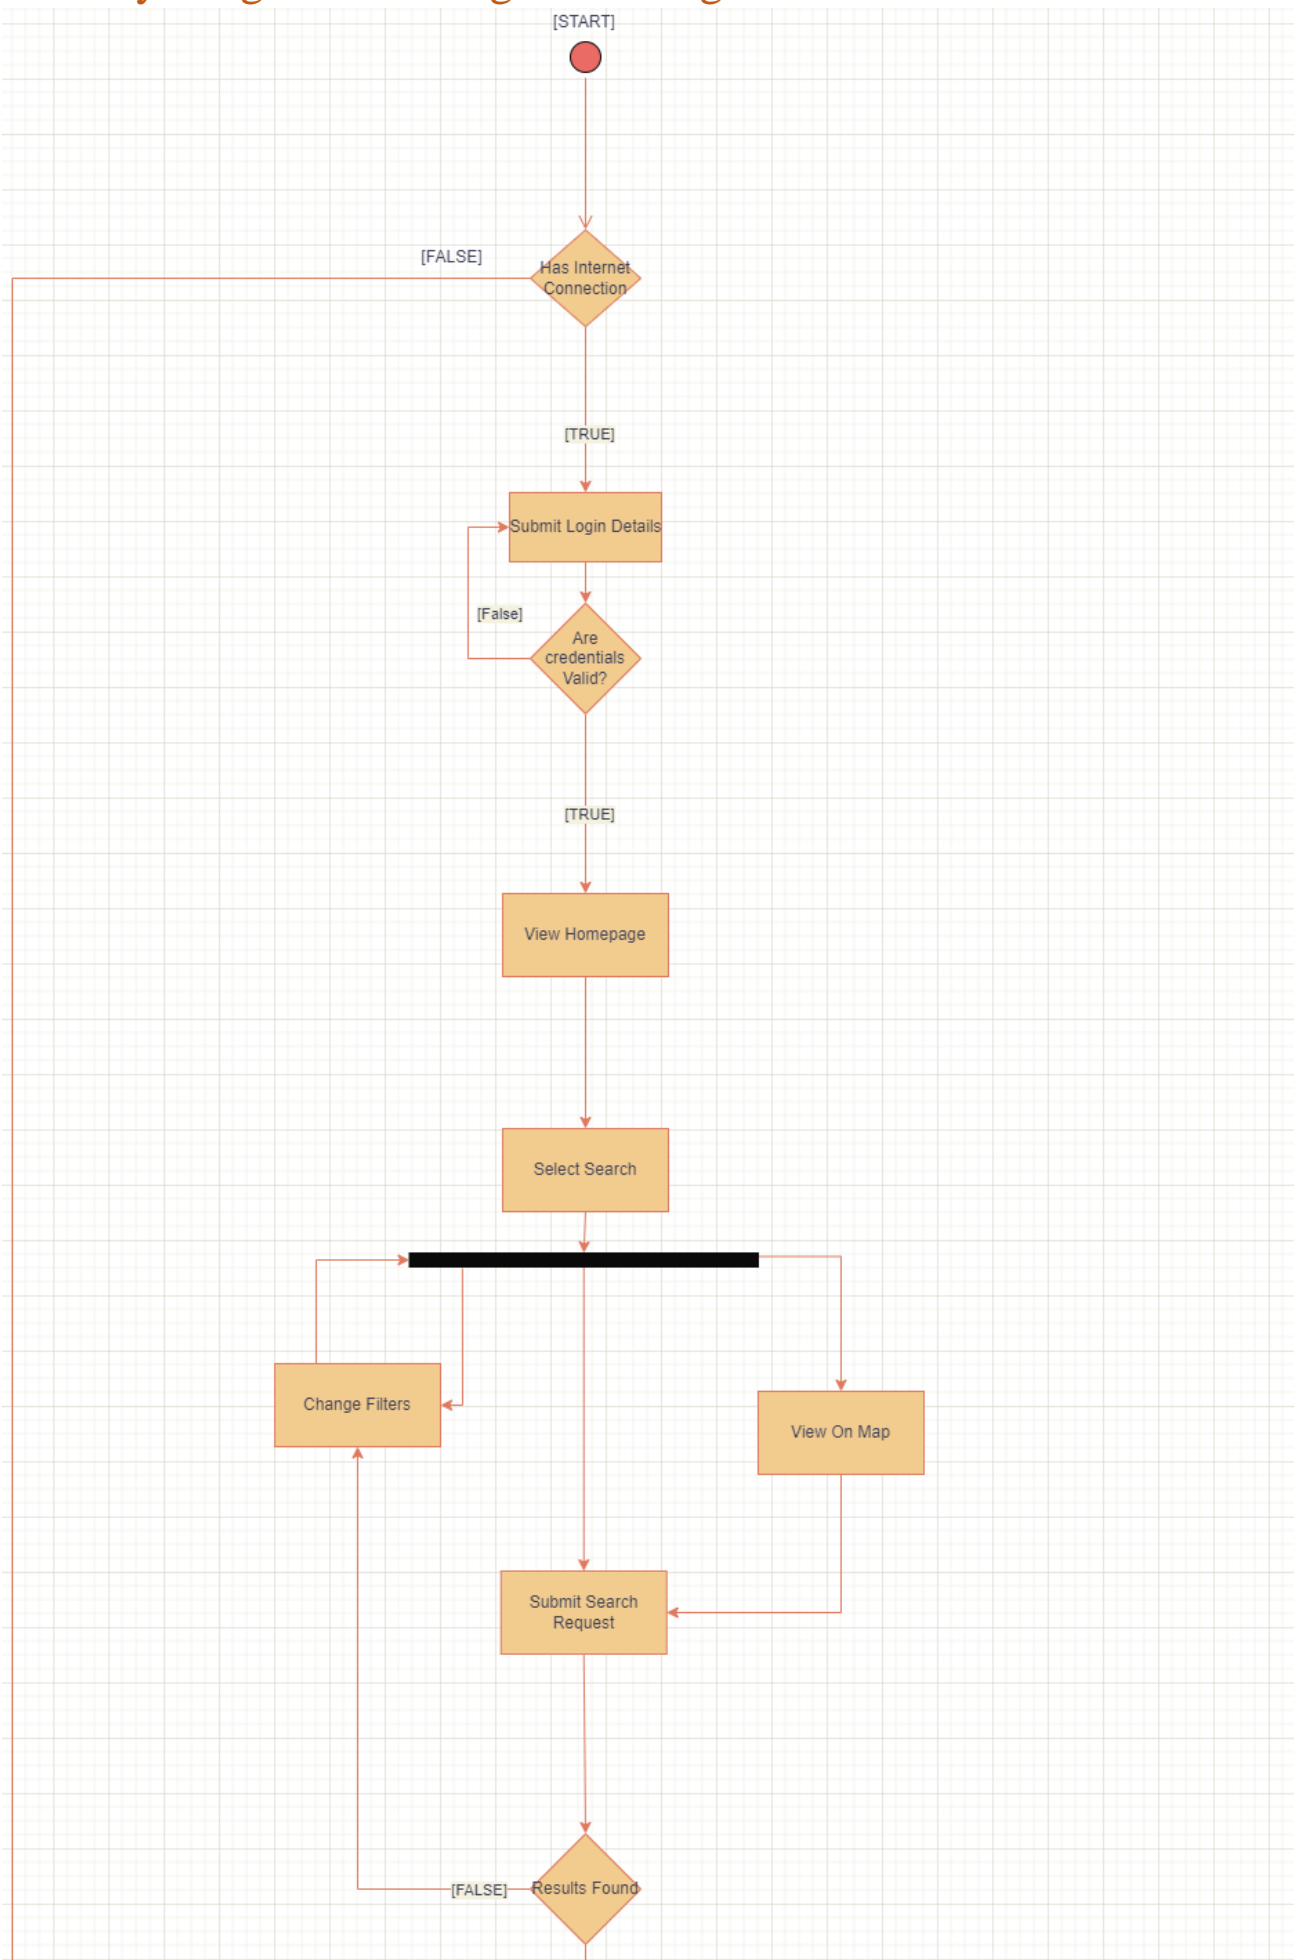 [START]
Has Internet
Connection
[FALSE]
[TRUE]
Submit Login Details
[False]
Are
credentials
Valid?
[TRUE]
View Homepage
Select Search
Change Filters
View On Map
Submit Search
Request
[FALSE]
Results Found